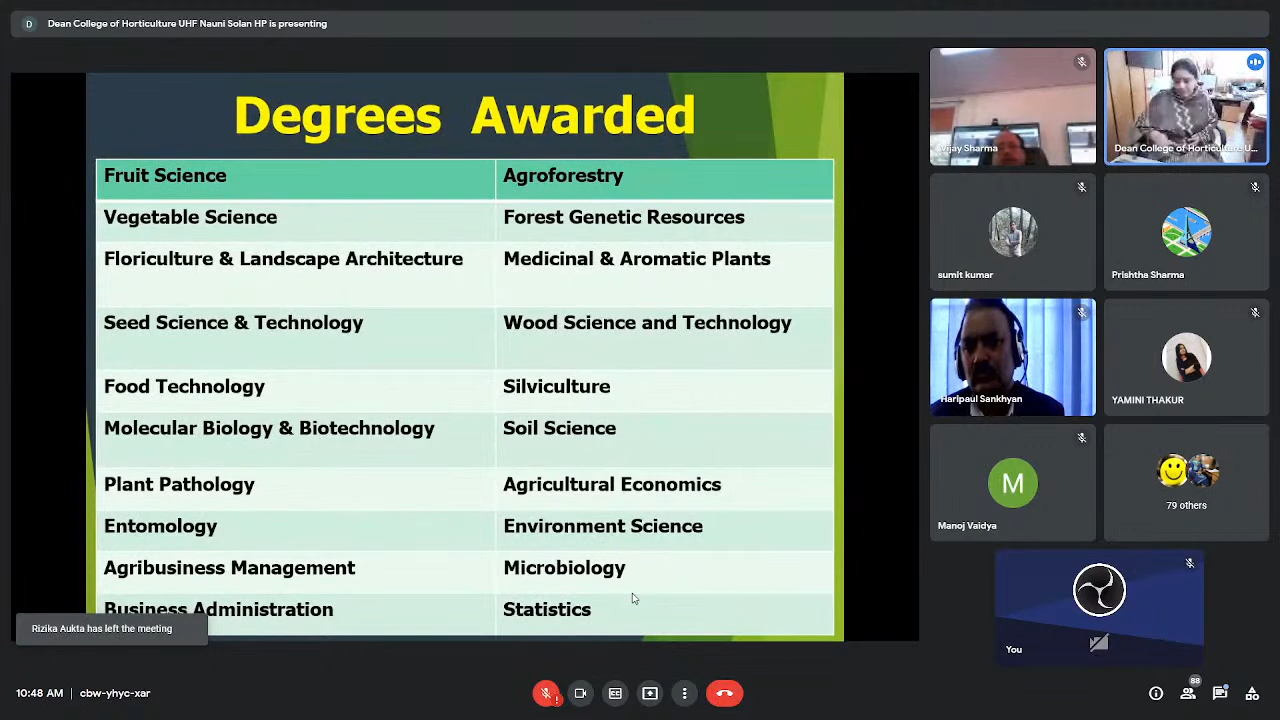 D Dean College of Horticulture UHF Nauni Solan HP is presenting
Degrees Awarded
Fruit Science Agroforestry
Vegetable Science Forest Genetic Resources
Floriculture & Landscape Architecture Medicinal & Aromatic Plants
Seed Science & Technology Wood Science and Technology
Food Technology Silviculture
Molecular Biology & Biotechnology Soil Science
Plant Pathology Agricultural Economics
Entomology Environment Science
Agribusiness Management Microbiology
Business Administration Statistics
Rizika Aukta has left the meeting
Vijay Sharma
Dean College of Horticulture U...
sumit kumar
Prishtha Sharma
Haripaul Sankhyan
YAMINI THAKUR
M
Manoj Vaidya
79 others
You
10:48 AM | cbw-yhyc-xar
88